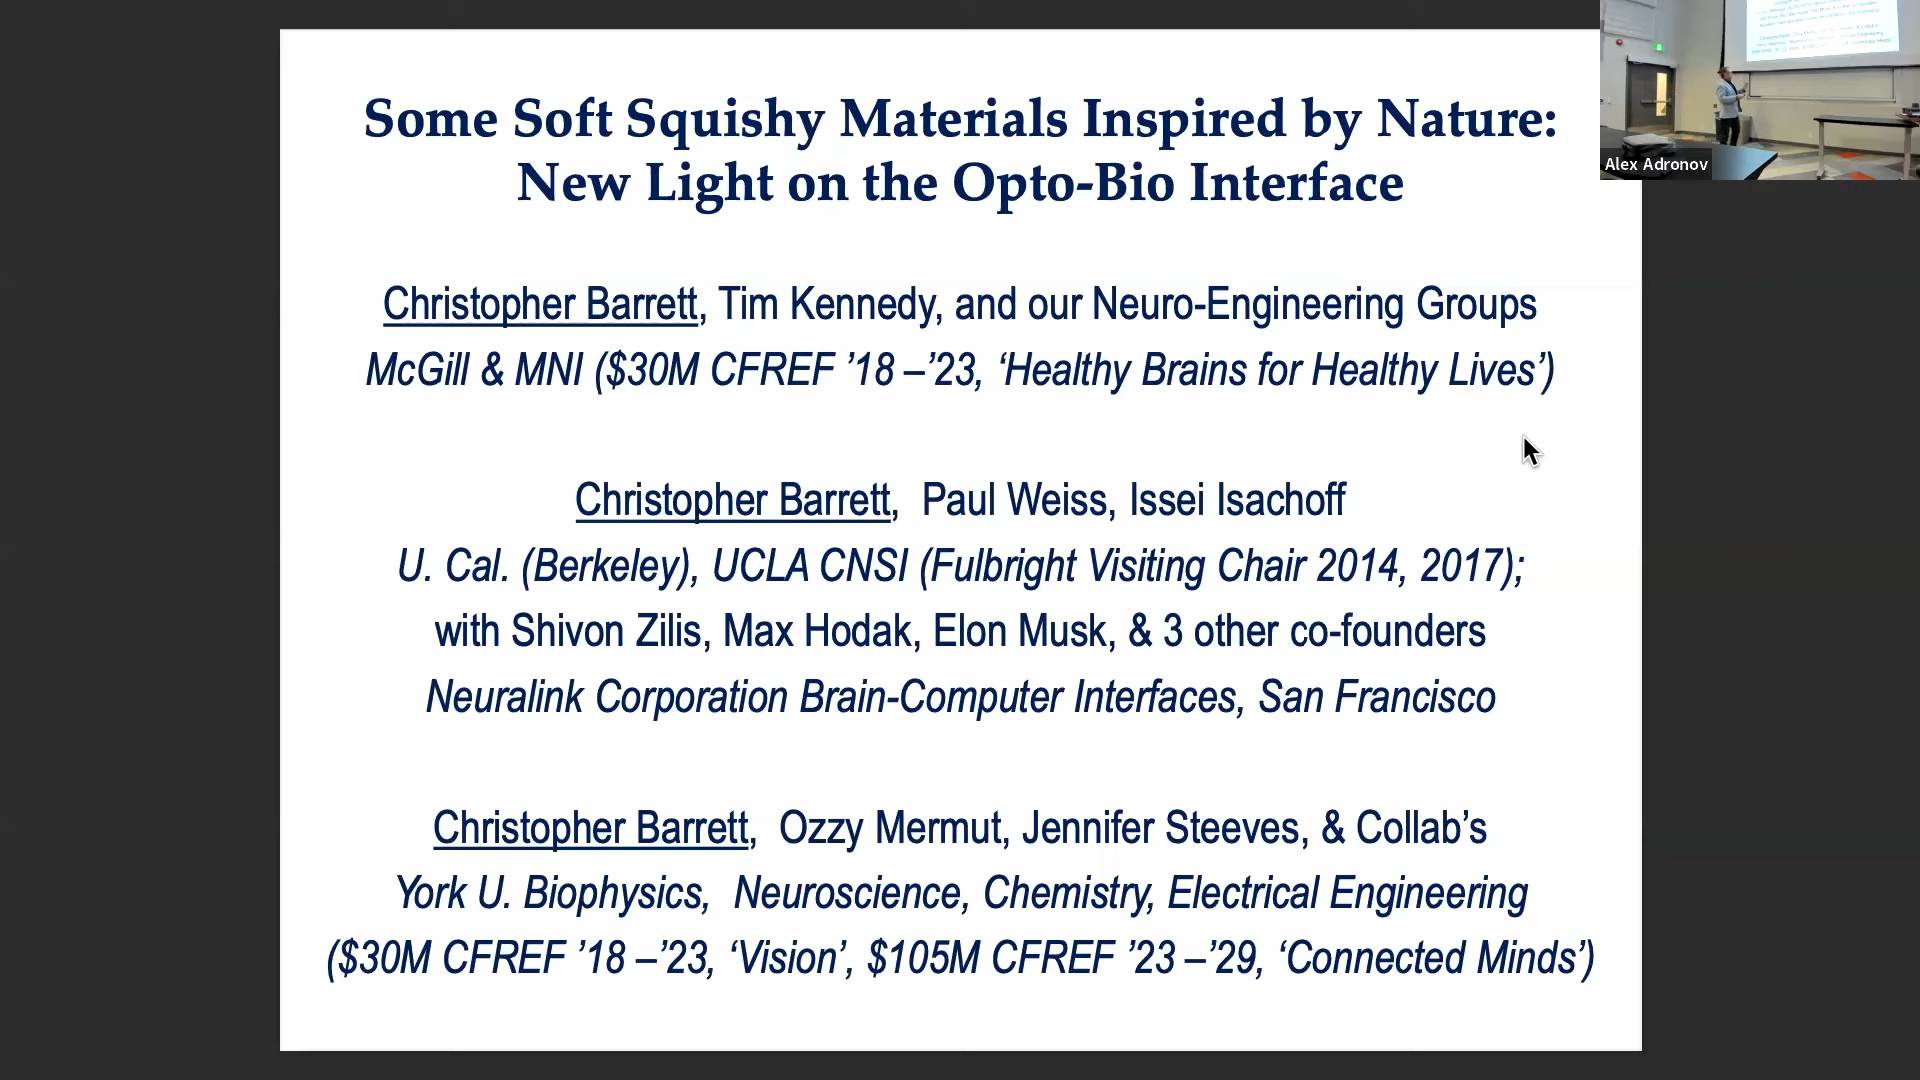 Some Soft Squishy Materials Inspired by Nature:
New Light on the Opto-Bio Interface
Christopher Barrett, Tim Kennedy, and our Neuro-Engineering Groups
McGill & MNI ($30M CFREF ’18 –’23, ‘Healthy Brains for Healthy Lives’)
Christopher Barrett,  Paul Weiss, Issei Isachoff
U. Cal. (Berkeley), UCLA CNSI (Fulbright Visiting Chair 2014, 2017);
with Shivon Zilis, Max Hodak, Elon Musk, & 3 other co-founders
Neuralink Corporation Brain-Computer Interfaces, San Francisco
Christopher Barrett,  Ozzy Mermut, Jennifer Steeves, & Collab’s
York U. Biophysics,  Neuroscience, Chemistry, Electrical Engineering
($30M CFREF ’18 –’23, ‘Vision’, $105M CFREF ’23 –’29, ‘Connected Minds’)
Alex Adronov